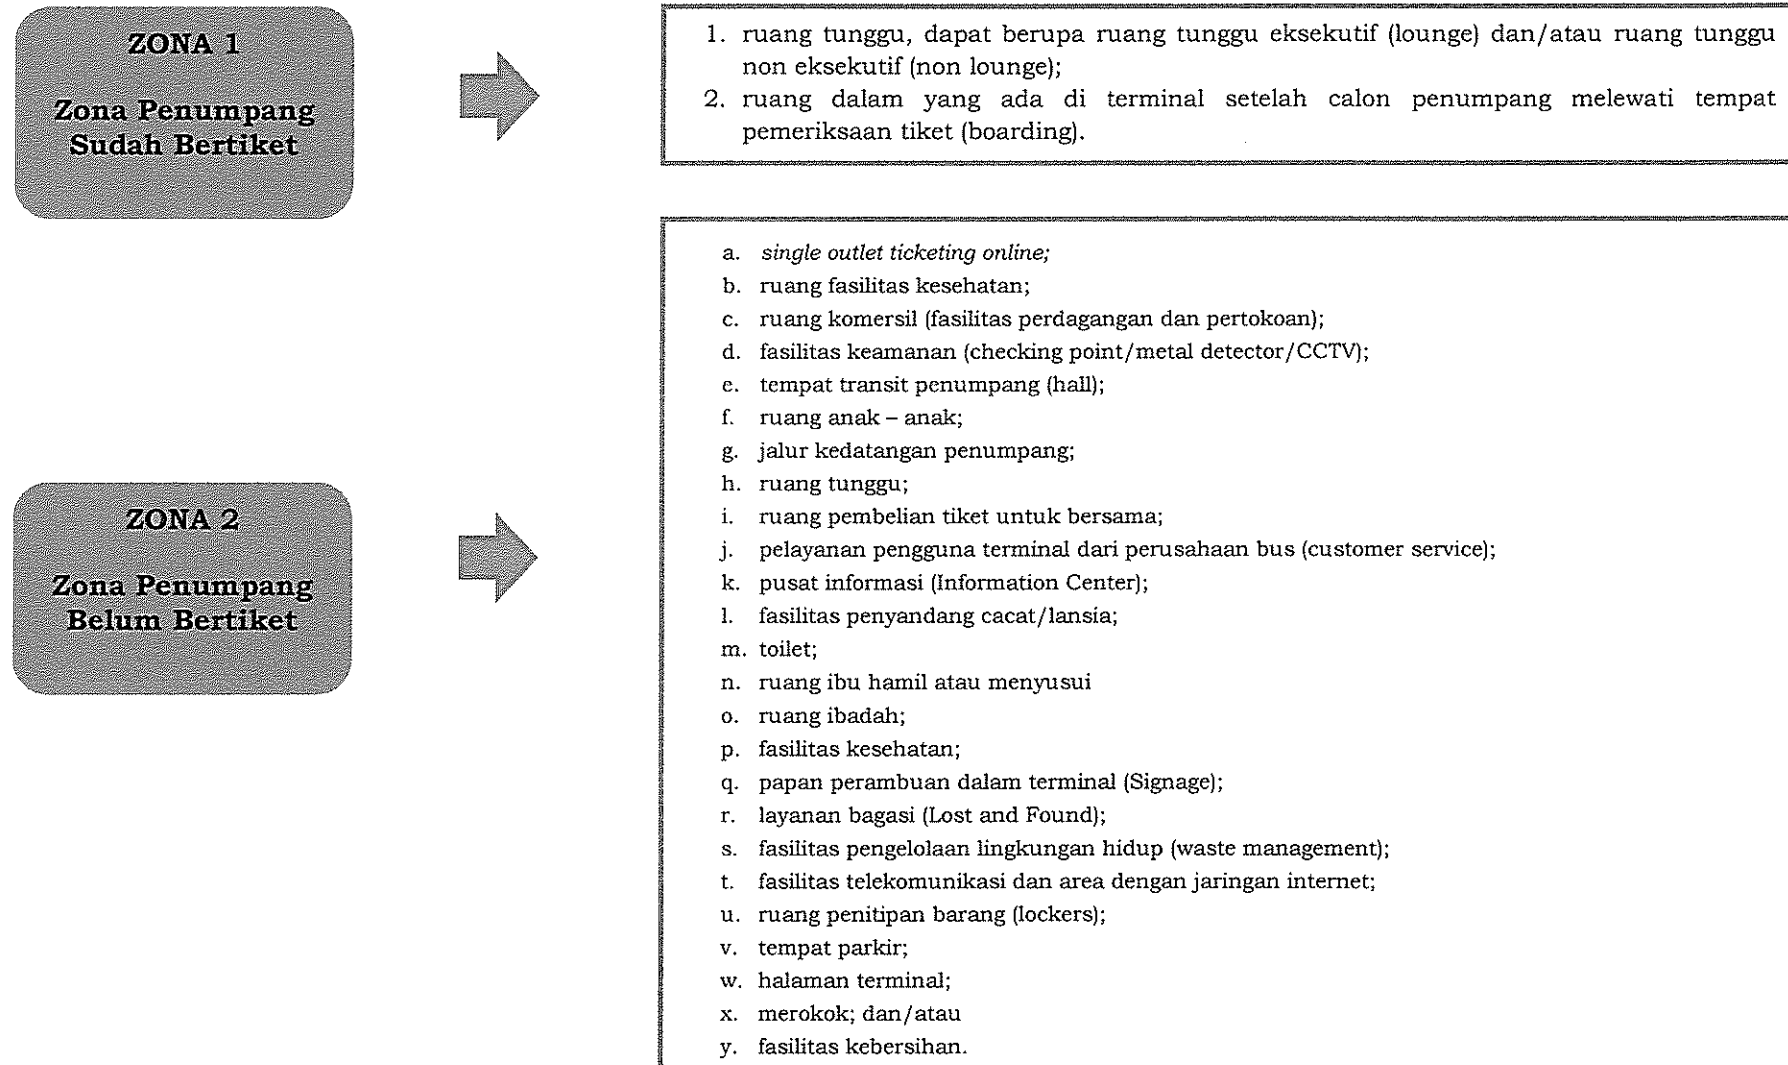 ZONA 1
Zona Penumpang
Sudah Bertiket
1. ruang tunggu, dapat berupa ruang tunggu eksekutif (lounge) dan/atau ruang tunggu
non eksekutif (non lounge);
2. ruang dalam yang ada di terminal setelah calon penumpang melewati tempat
pemeriksaan tiket (boarding).
ZONA 2
Zona Penumpang
Belum Bertiket
a. single outlet ticketing online;
b. ruang fasilitas kesehatan;
c. ruang komersil (fasilitas perdagangan dan pertokoan);
d. fasilitas keamanan (checking point/metal detector/CCTV);
e. tempat transit penumpang (hall);
f. ruang anak – anak;
g. jalur kedatangan penumpang;
h. ruang tunggu;
i. ruang pembelian tiket untuk bersama;
j. pelayanan pengguna terminal dari perusahaan bus (customer service);
k. pusat informasi (Information Center);
l. fasilitas penyandang cacat/lansia;
m. toilet;
n. ruang ibu hamil atau menyusui
o. ruang ibadah;
p. fasilitas kesehatan;
q. papan perambuan dalam terminal (Signage);
r. layanan bagasi (Lost and Found);
s. fasilitas pengelolaan lingkungan hidup (waste management);
t. fasilitas telekomunikasi dan area dengan jaringan internet;
u. ruang penitipan barang (lockers);
v. tempat parkir;
w. halaman terminal;
x. merokok; dan/atau
y. fasilitas kebersihan.